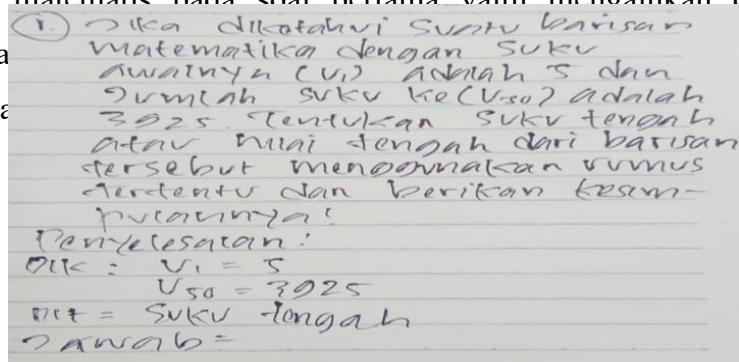 1. Jika diketahui suatu barisan
matematika dengan suku
awalnya (U1) adalah 5 dan
Jumlah suku ke (U50) adalah
3925. Tentukan suku tengah
atau nilai tengah dari barisan
tersebut menggunakan rumus
tertentu dan berikan kesim-
pulannya!
Penyelesaian :
Dik : U1 = 5
U50 = 3925
Dit = Suku tengah
Jawab =